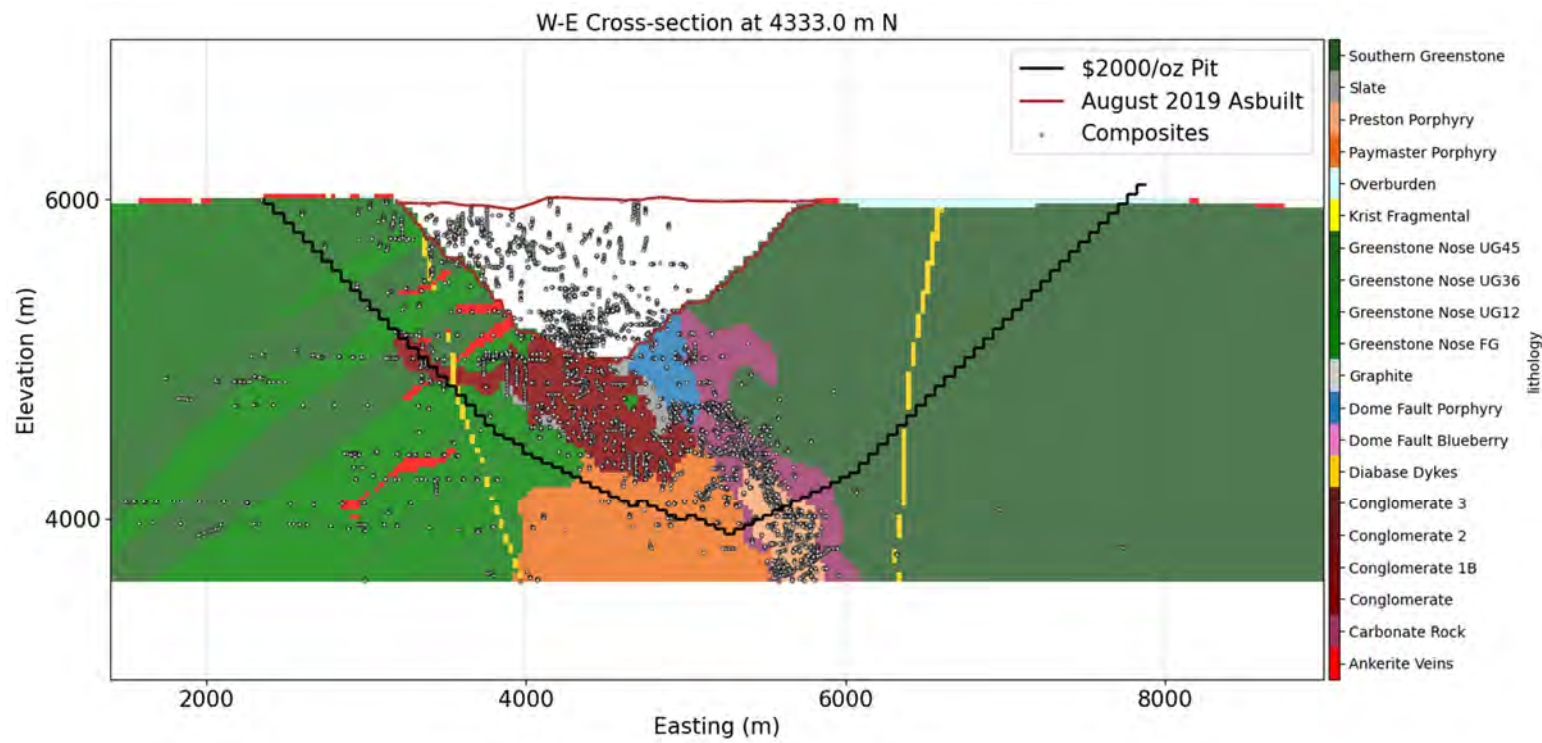 W-E Cross-section at 4333.0 m N
$2000/oz Pit
August 2019 Asbuilt
Composites
6000
4000
Elevation (m)
2000
4000
6000
8000
Easting (m)
Southern Greenstone
Slate
Preston Porphyry
Paymaster Porphyry
Overburden
Krist Fragmental
Greenstone Nose UG45
Greenstone Nose UG36
Greenstone Nose UG12
Greenstone Nose FG
Graphite
Dome Fault Porphyry
Dome Fault Blueberry
Diabase Dykes
Conglomerate 3
Conglomerate 2
Conglomerate 1B
Conglomerate
Carbonate Rock
Ankerite Veins
lithology